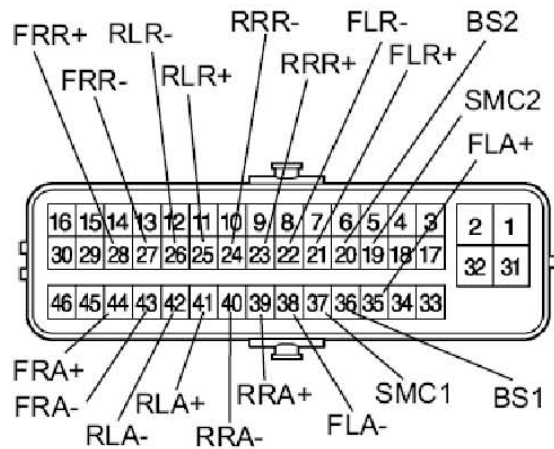 RRR- FLR- BS2
FRR+ RLR- RRR+ FLR+
FRR- RLR+ SMC2
FLA+
16 15 14 13 12 11 10 9 8 7 6 5 4 3 2 1
30 29 28 27 26 25 24 23 22 21 20 19 18 17 32 31
46 45 44 43 42 41 40 39 38 37 36 35 34 33
FRA+ RRA+ SMC1 BS1
FRA- RLA+ FLA-
RLA- RRA-